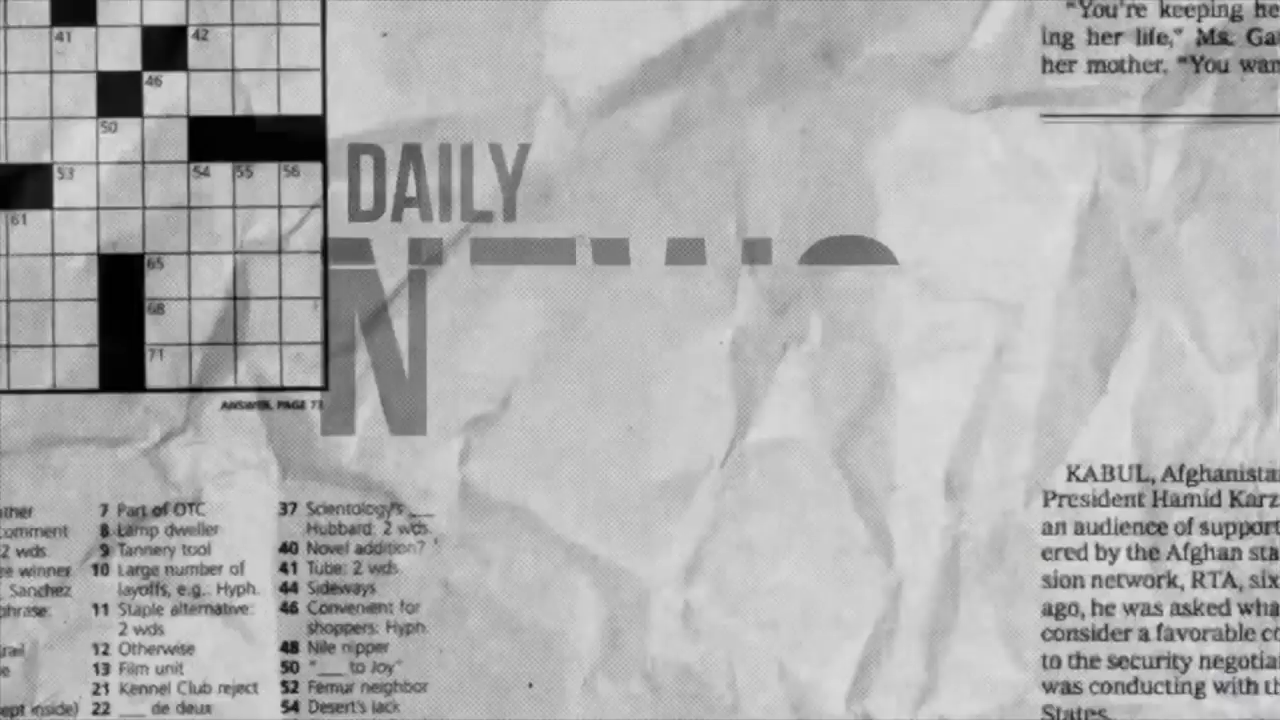 41
42
46
50
53
54
55
56
61
65
68
71
ANSWER, PAGE 73
DAILY
N
"You're keeping he
ing her life," Ms. Ga
her mother. "You wan
ther
comment
2 wds.
re winner
, Sanchez
phrase:
trail
e
ept inside)
7 Part of OTC
8 Lamp dweller
9 Tannery tool
10 Large number of
layoffs, e.g.: Hyph.
11 Staple alternative:
2 wds
12 Otherwise
13 Film unit
21 Kennel Club reject
22 ___ de deux
37 Scientology's ___
Hubbard: 2 wds.
40 Novel addition?
41 Tube: 2 wds.
44 Sideways
46 Convenient for
shoppers: Hyph.
48 Nile nipper
50 "___ to Joy"
52 Femur neighbor
54 Desert's lack
KABUL, Afghanista
President Hamid Karz
an audience of support
ered by the Afghan sta
sion network, RTA, six
ago, he was asked wha
consider a favorable co
to the security negotia
was conducting with th
States.